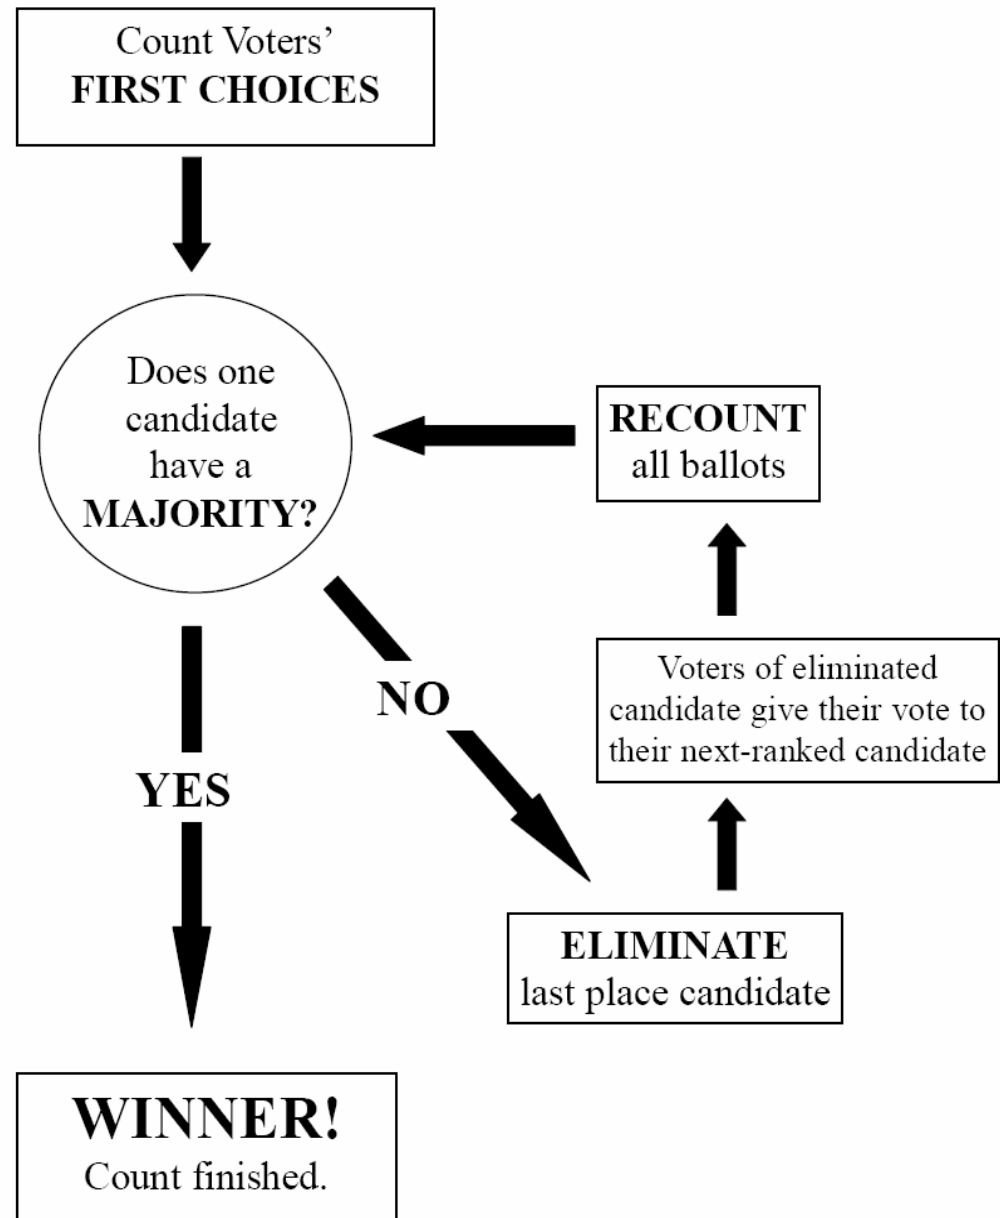 Count Voters’
FIRST CHOICES
Does one
candidate
have a
MAJORITY?
RECOUNT
all ballots
NO
Voters of eliminated
candidate give their vote to
their next-ranked candidate
YES
ELIMINATE
last place candidate
WINNER!
Count finished.